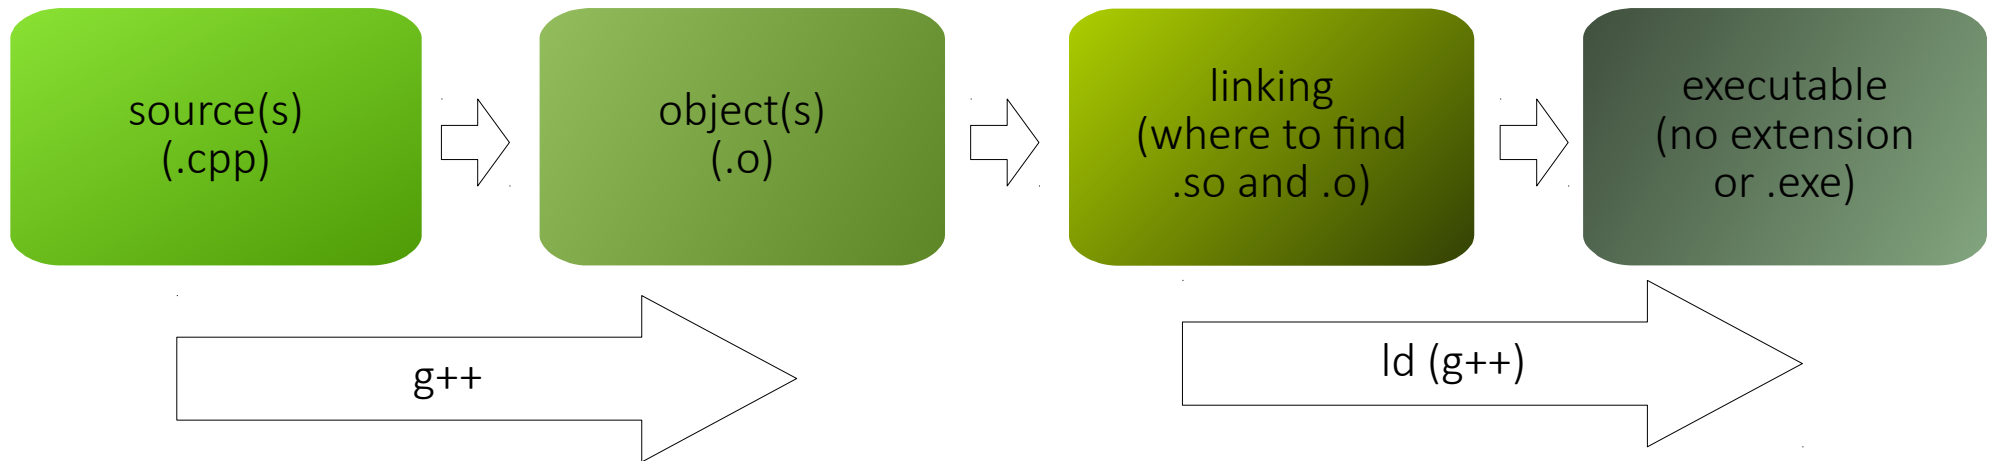 source(s)
(.cpp)
object(s)
(.o)
linking
(where to find
.so and .o)
executable
(no extension
or .exe)
g++
ld (g++)